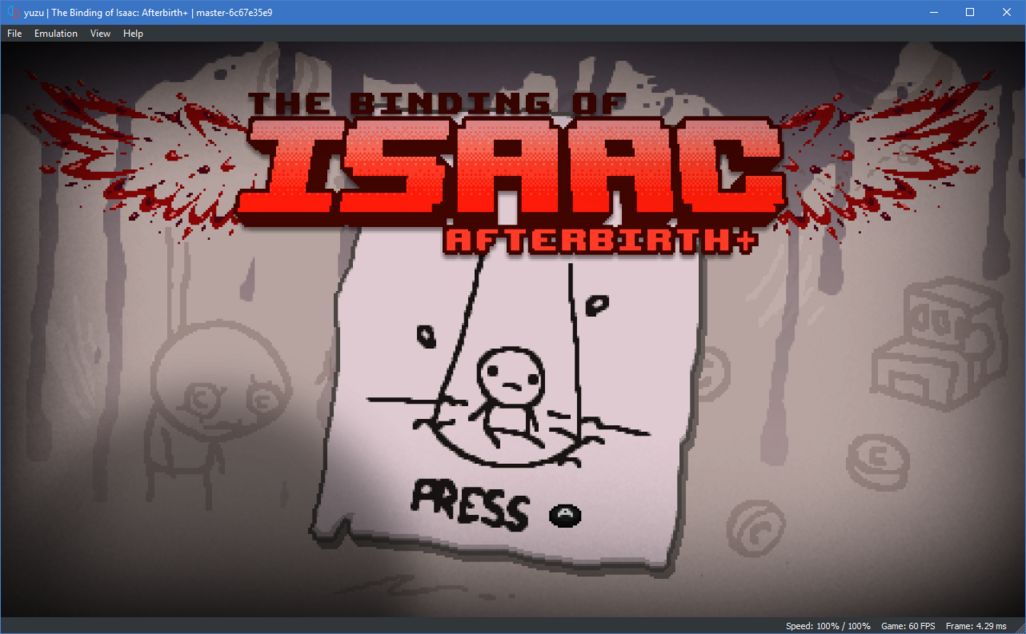 yuzu | The Binding of Isaac: Afterbirth+ | master-6c67e35e9
File Emulation View Help
THE BINDING OF
ISAAC
AFTERBIRTH+
PRESS A
Speed: 100% / 100% Game: 60 FPS Frame: 4.29 ms